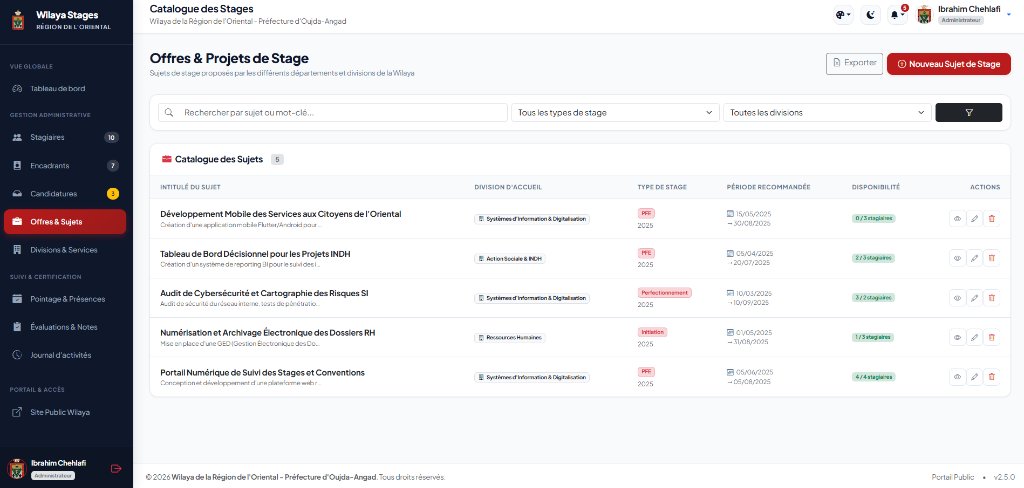 Wilaya Stages
RÉGION DE L'ORIENTAL
VUE GLOBALE
Tableau de bord
GESTION ADMINISTRATIVE
Stagiaires 10
Encadrants 7
Candidatures 3
Offres & Sujets
Divisions & Services
SUIVI & CERTIFICATION
Pointage & Présences
Évaluations & Notes
Journal d'activités
PORTAIL & ACCÈS
Site Public Wilaya
Ibrahim Chehlafi
Administrateur
Catalogue des Stages
Wilaya de la Région de l'Oriental - Préfecture d'Oujda-Angad
5
Ibrahim Chehlafi
Administrateur
Offres & Projets de Stage
Sujets de stage proposés par les différents départements et divisions de la Wilaya
Exporter
Nouveau Sujet de Stage
Rechercher par sujet ou mot-clé...
Tous les types de stage
Toutes les divisions
Catalogue des Sujets 5
INTITULÉ DU SUJET DIVISION D'ACCUEIL TYPE DE STAGE PÉRIODE RECOMMANDÉE DISPONIBILITÉ ACTIONS
Développement Mobile des Services aux Citoyens de l'Oriental
Création d'une application mobile Flutter/Android pour ...
Systèmes d'Information & Digitalisation
PFE
2025
15/05/2025
→ 30/08/2025
0 / 3 stagiaires
Tableau de Bord Décisionnel pour les Projets INDH
Création d'un système de reporting BI pour le suivi des i...
Action Sociale & INDH
PFE
2025
05/04/2025
→ 20/07/2025
2 / 3 stagiaires
Audit de Cybersécurité et Cartographie des Risques SI
Audit de sécurité du réseau interne, tests de pénétratio...
Systèmes d'Information & Digitalisation
Perfectionnement
2025
10/03/2025
→ 10/09/2025
3 / 2 stagiaires
Numérisation et Archivage Électronique des Dossiers RH
Mise en place d'une GED (Gestion Électronique des Do...
Ressources Humaines
Initiation
2025
01/05/2025
→ 31/08/2025
1 / 3 stagiaires
Portail Numérique de Suivi des Stages et Conventions
Conception et développement d'une plateforme web r...
Systèmes d'Information & Digitalisation
PFE
2025
05/06/2025
→ 05/08/2025
4 / 4 stagiaires
© 2026 Wilaya de la Région de l'Oriental - Préfecture d'Oujda-Angad. Tous droits réservés.
Portail Public • v2.5.0